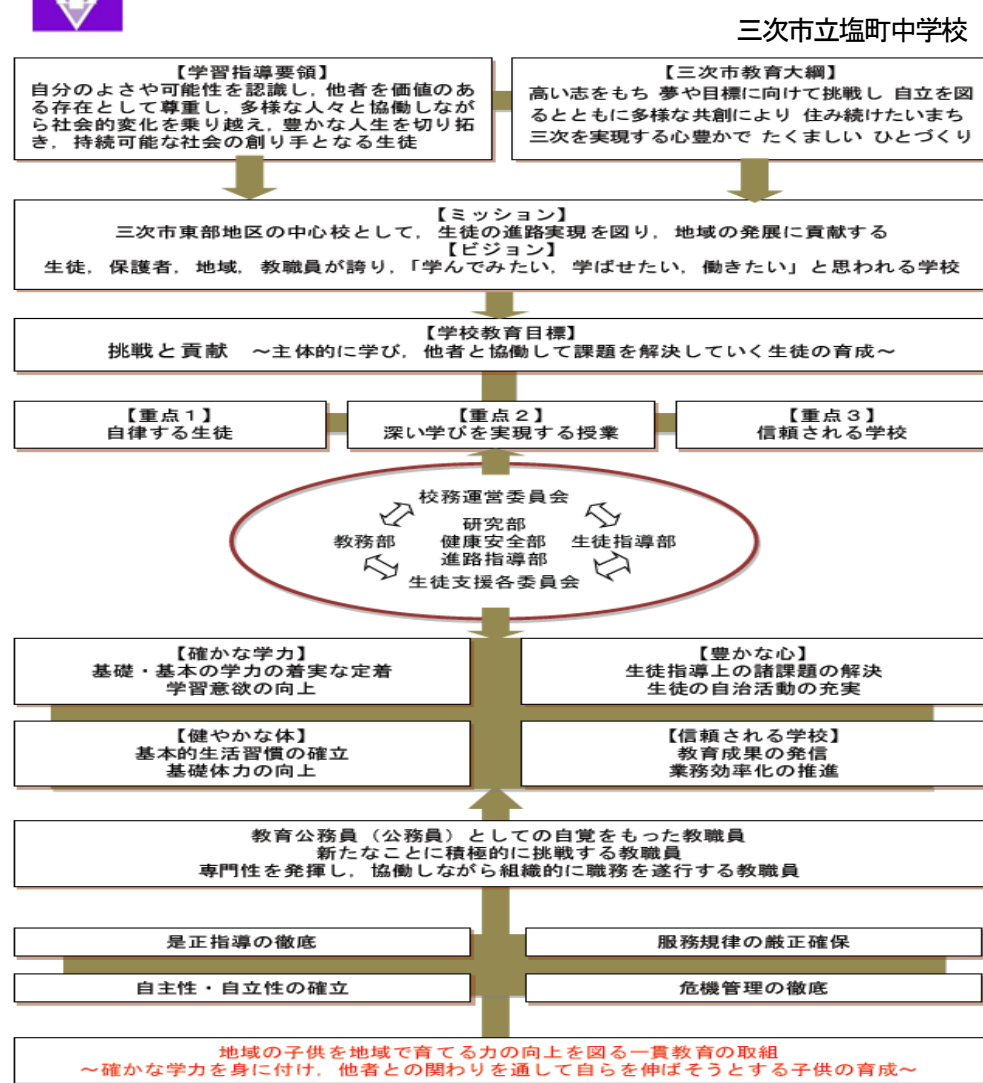 三次市立塩町中学校
【学習指導要領】
自分のよさや可能性を認識し，他者を価値のあ
る存在として尊重し，多様な人々と協働しなが
ら社会的変化を乗り越え，豊かな人生を切り拓
き，持続可能な社会の創り手となる生徒
【三次市教育大綱】
高い志をもち 夢や目標に向けて挑戦し 自立を図
るとともに多様な共創により 住み続けたいまち
三次を実現する心豊かで たくましい ひとづくり
【ミッション】
三次市東部地区の中心校として，生徒の進路実現を図り，地域の発展に貢献する
【ビジョン】
生徒，保護者，地域，教職員が誇り，「学んでみたい，学ばせたい，働きたい」と思われる学校
【学校教育目標】
挑戦と貢献　～主体的に学び，他者と協働して課題を解決していく生徒の育成～
【重点１】
自律する生徒
【重点２】
深い学びを実現する授業
【重点３】
信頼される学校
校務運営委員会
研究部
教務部　健康安全部　生徒指導部
進路指導部
生徒支援各委員会
【確かな学力】
基礎・基本の学力の着実な定着
学習意欲の向上
【豊かな心】
生徒指導上の諸課題の解決
生徒の自治活動の充実
【健やかな体】
基本的生活習慣の確立
基礎体力の向上
【信頼される学校】
教育成果の発信
業務効率化の推進
教育公務員（公務員）としての自覚をもった教職員
新たなことに積極的に挑戦する教職員
専門性を発揮し，協働しながら組織的に職務を遂行する教職員
是正指導の徹底
服務規律の厳正確保
自主性・自立性の確立
危機管理の徹底
地域の子供を地域で育てる力の向上を図る一貫教育の取組
～確かな学力を身に付け，他者との関わりを通して自らを伸ばそうとする子供の育成～